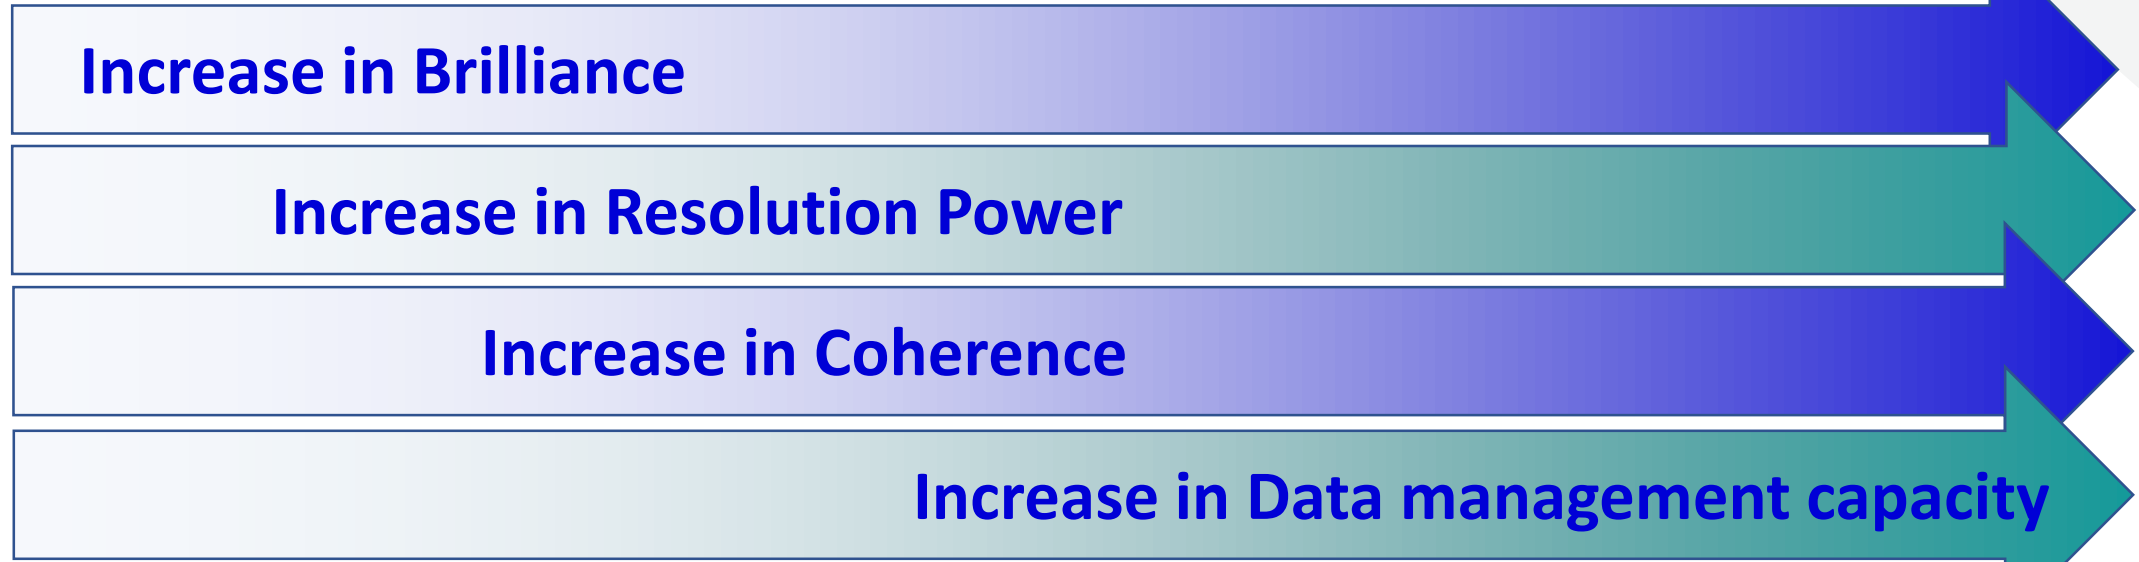 Increase in Brilliance
Increase in Resolution Power
Increase in Coherence
Increase in Data management capacity